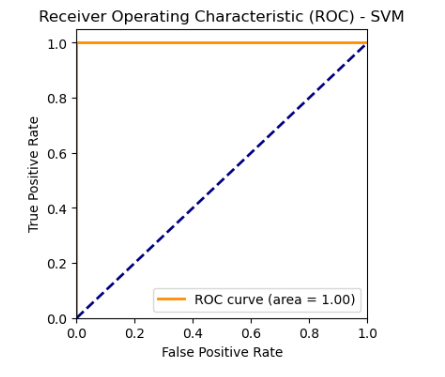 Receiver Operating Characteristic (ROC) - SVM
1.0
0.8
0.6
0.4
0.2
0.0
True Positive Rate
ROC curve (area = 1.00)
0.0 0.2 0.4 0.6 0.8 1.0
False Positive Rate